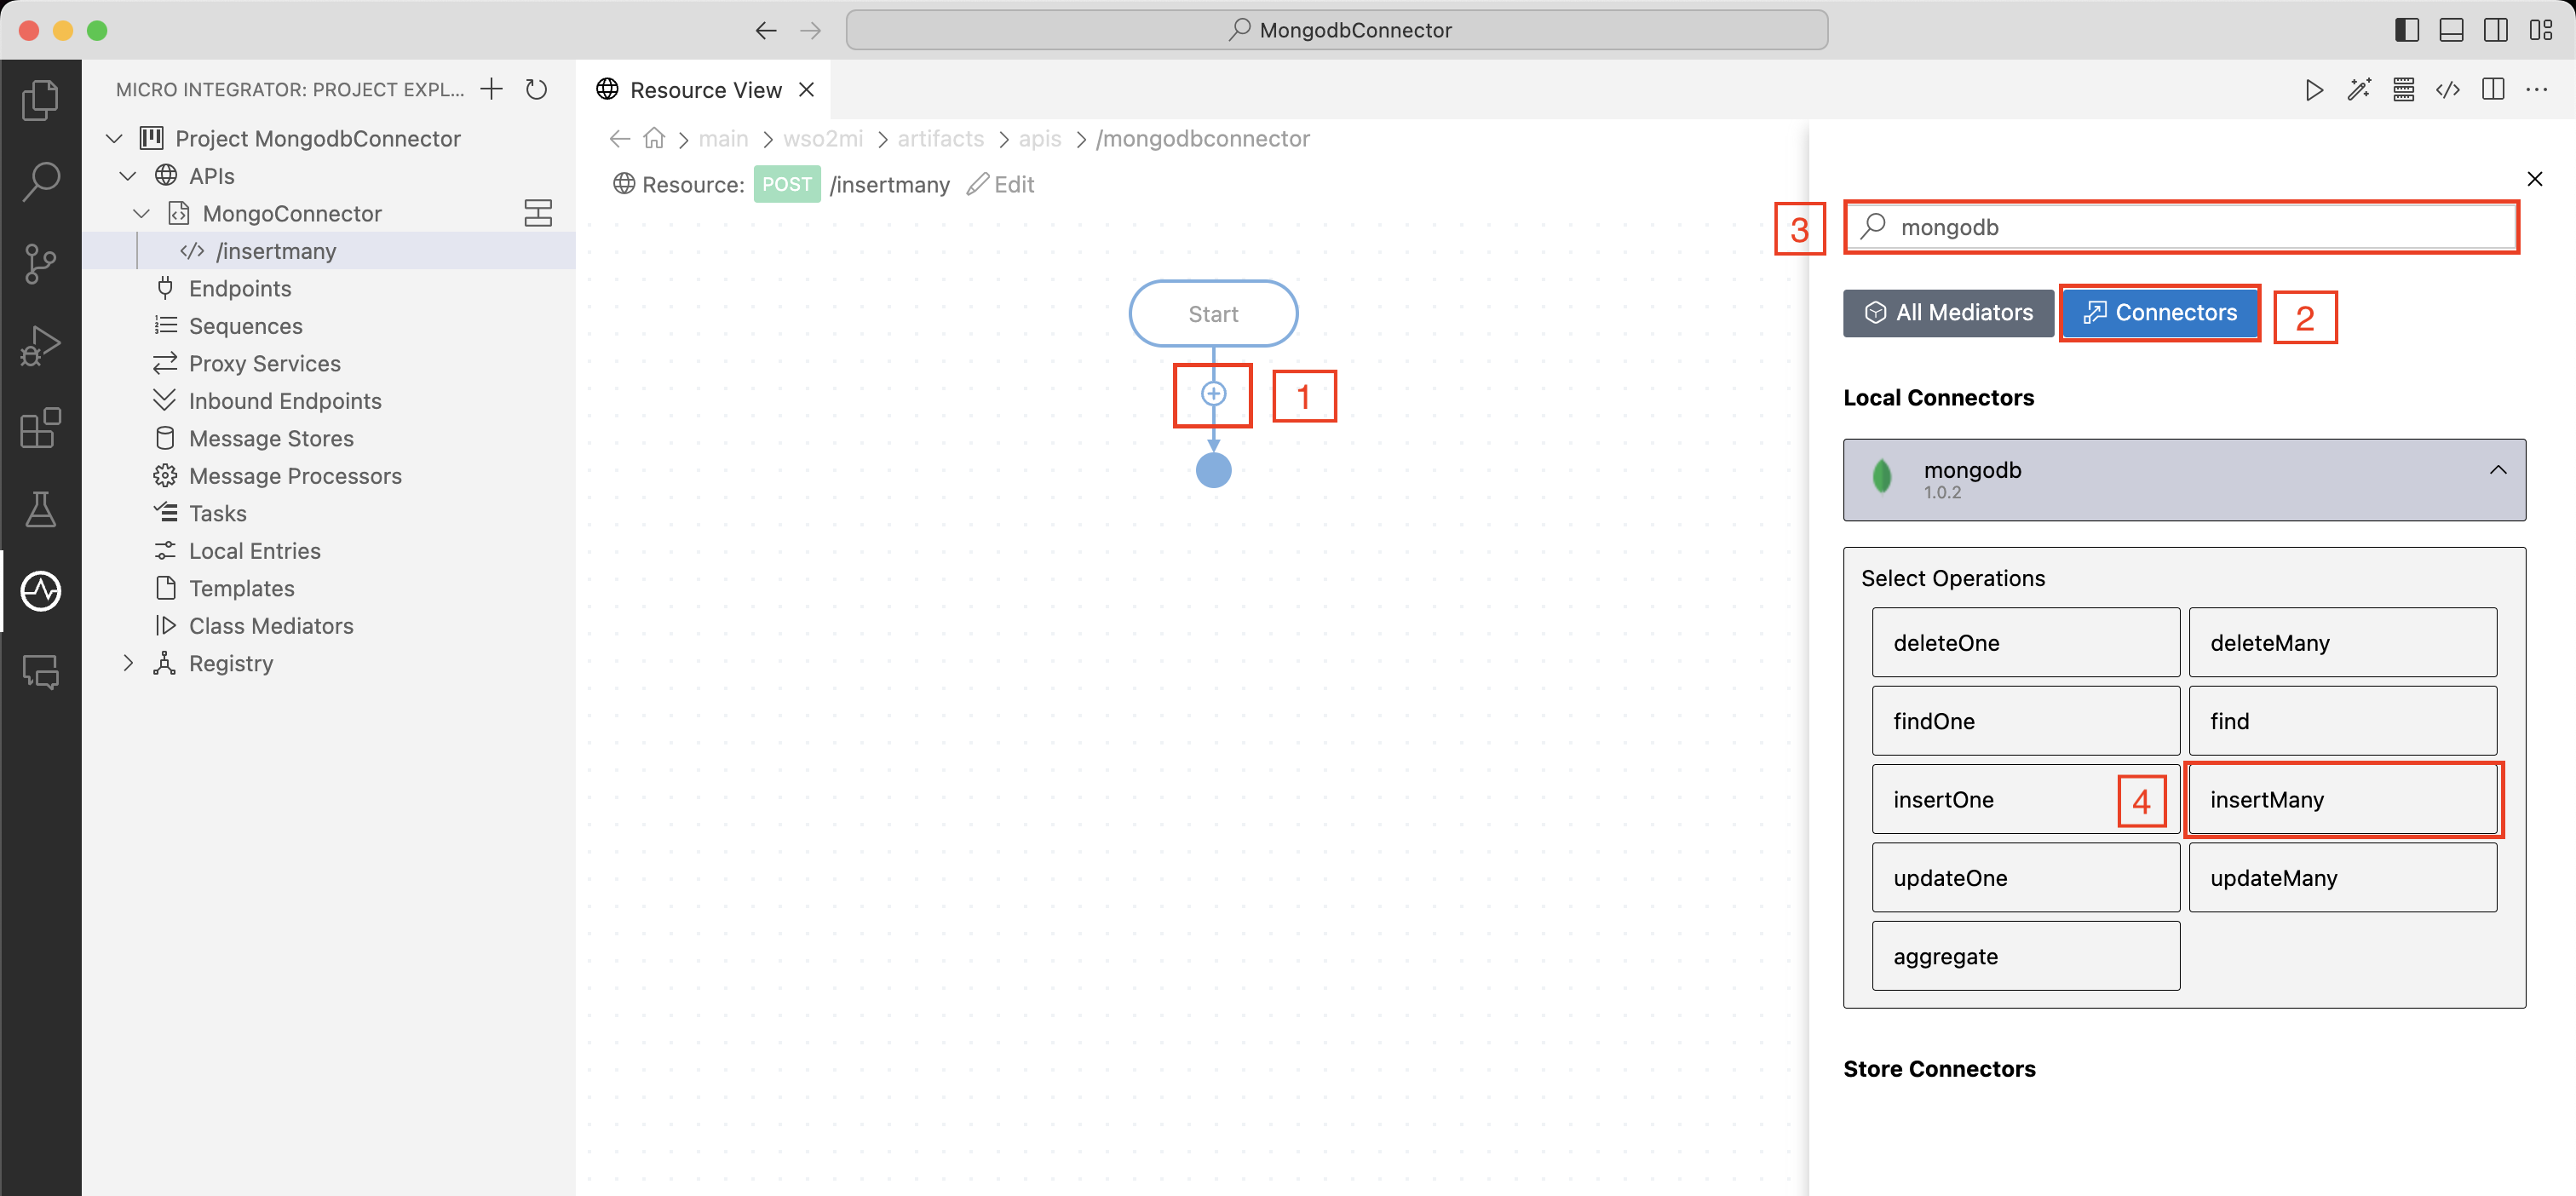 MongodbConnector
MICRO INTEGRATOR: PROJECT EXPL...
Project MongodbConnector
APIs
MongoConnector
/insertmany
Endpoints
Sequences
Proxy Services
Inbound Endpoints
Message Stores
Message Processors
Tasks
Local Entries
Templates
Class Mediators
Registry
Resource View
main > wso2mi > artifacts > apis > /mongodbconnector
Resource: POST /insertmany Edit
Start
1
3
mongodb
All Mediators
Connectors
2
Local Connectors
mongodb
1.0.2
Select Operations
deleteOne
deleteMany
findOne
find
insertOne
4
insertMany
updateOne
updateMany
aggregate
Store Connectors